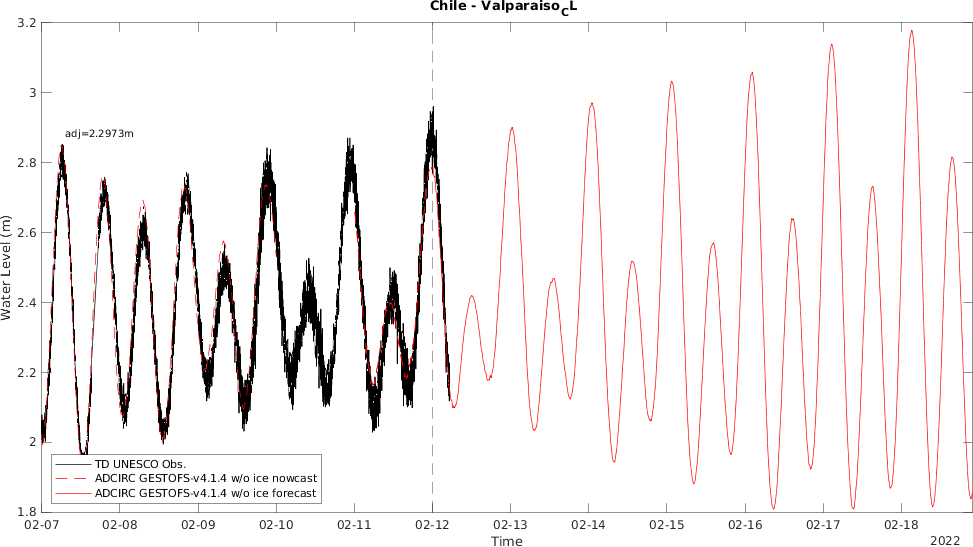 Chile - Valparaiso_CL
adj=2.2973m
Water Level (m)
3.2
3
2.8
2.6
2.4
2.2
2
1.8
TD UNESCO Obs.
ADCIRC GESTOFS-v4.1.4 w/o ice nowcast
ADCIRC GESTOFS-v4.1.4 w/o ice forecast
02-07 02-08 02-09 02-10 02-11 02-12 02-13 02-14 02-15 02-16 02-17 02-18
Time
2022